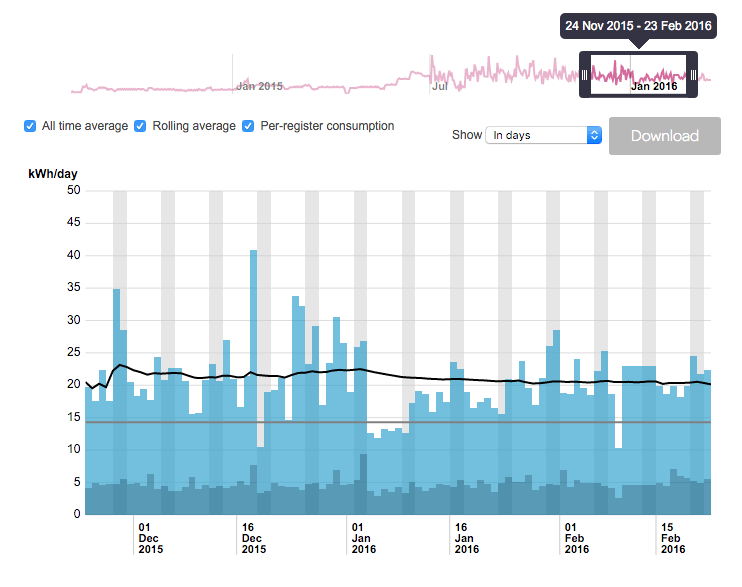 24 Nov 2015 - 23 Feb 2016
Jan 2015
Jul
Jan 2016
All time average
Rolling average
Per-register consumption
Show
In days
Download
kWh/day
50
45
40
35
30
25
20
15
10
5
0
01
Dec
2015
16
Dec
2015
01
Jan
2016
16
Jan
2016
01
Feb
2016
15
Feb
2016